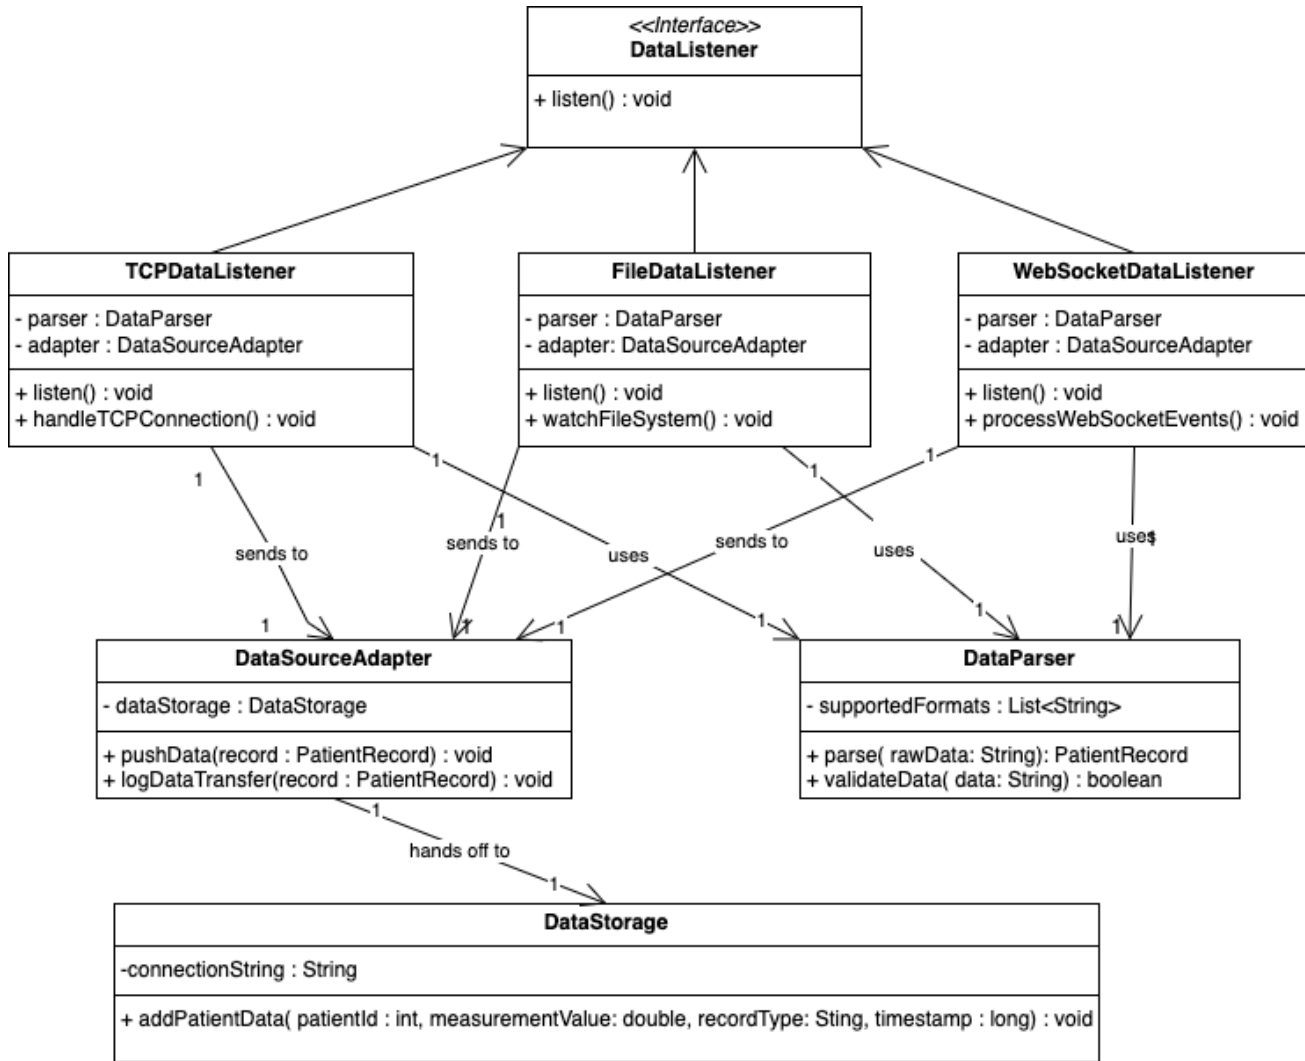 <<Interface>>
DataListener
+ listen() : void
TCPDataListener
- parser : DataParser
- adapter : DataSourceAdapter
+ listen() : void
+ handleTCPConnection() : void
FileDataListener
- parser : DataParser
- adapter: DataSourceAdapter
+ listen() : void
+ watchFileSystem() : void
WebSocketDataListener
- parser : DataParser
- adapter : DataSourceAdapter
+ listen() : void
+ processWebSocketEvents() : void
1
1
1
1
1
1
sends to
sends to
uses
sends to
uses
uses
1
1
1
1
1
1
DataSourceAdapter
- dataStorage : DataStorage
+ pushData(record : PatientRecord) : void
+ logDataTransfer(record : PatientRecord) : void
DataParser
- supportedFormats : List<String>
+ parse( rawData: String): PatientRecord
+ validateData( data: String) : boolean
1
hands off to
1
DataStorage
-connectionString : String
+ addPatientData( patientId : int, measurementValue: double, recordType: Sting, timestamp : long) : void